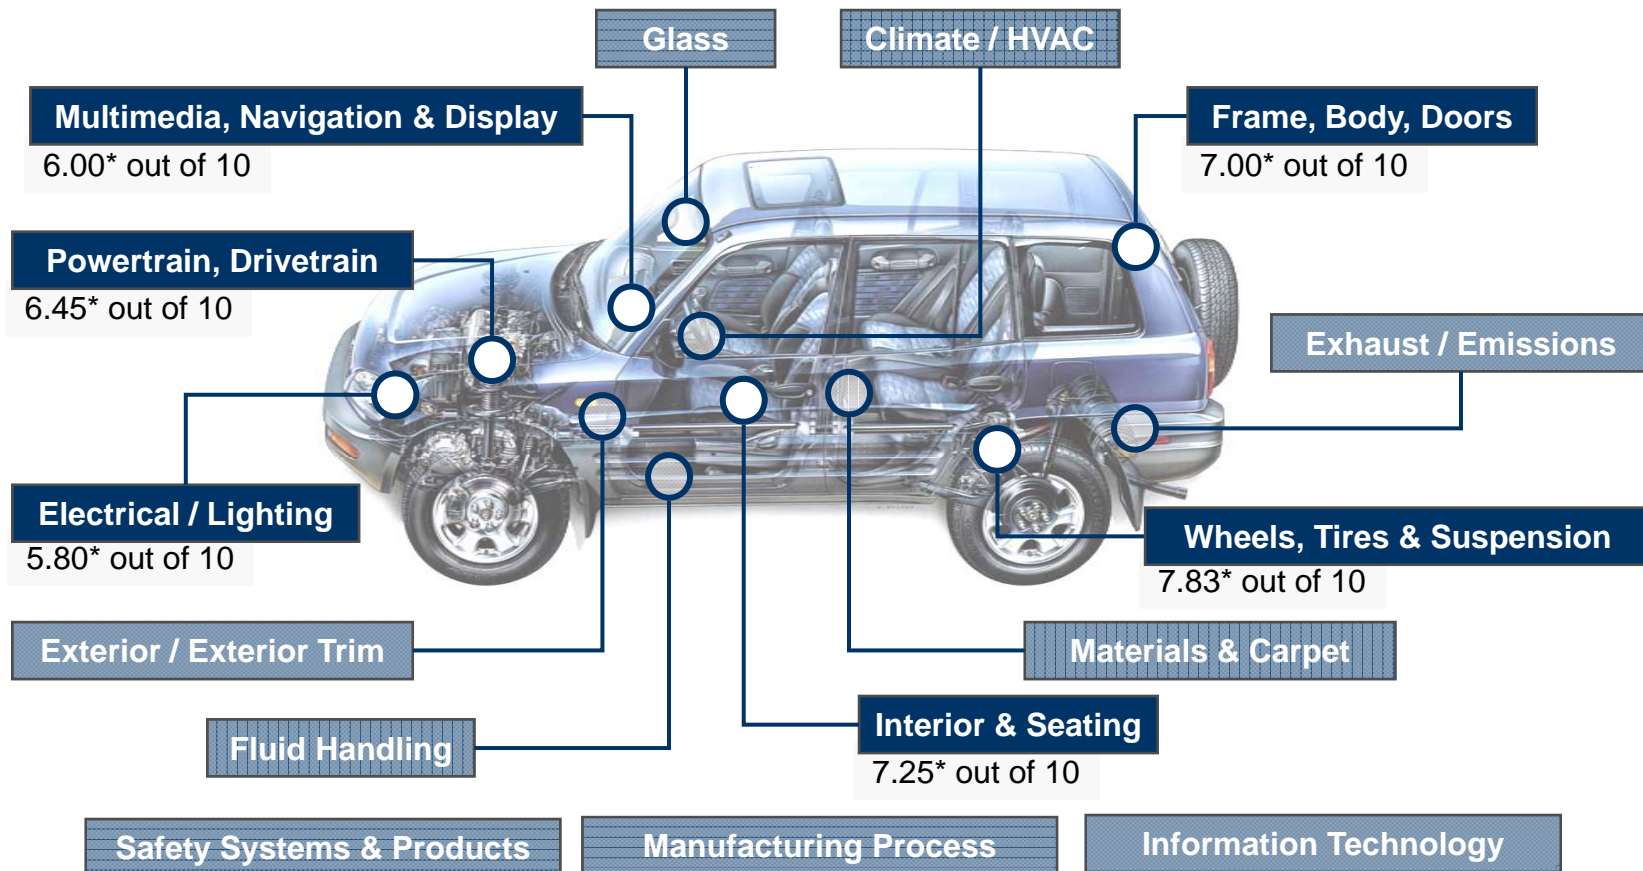 Glass
Climate / HVAC
Multimedia, Navigation & Display
6.00* out of 10
Frame, Body, Doors
7.00* out of 10
Powertrain, Drivetrain
6.45* out of 10
Exhaust / Emissions
Electrical / Lighting
5.80* out of 10
Wheels, Tires & Suspension
7.83* out of 10
Exterior / Exterior Trim
Materials & Carpet
Interior & Seating
7.25* out of 10
Fluid Handling
Safety Systems & Products
Manufacturing Process
Information Technology